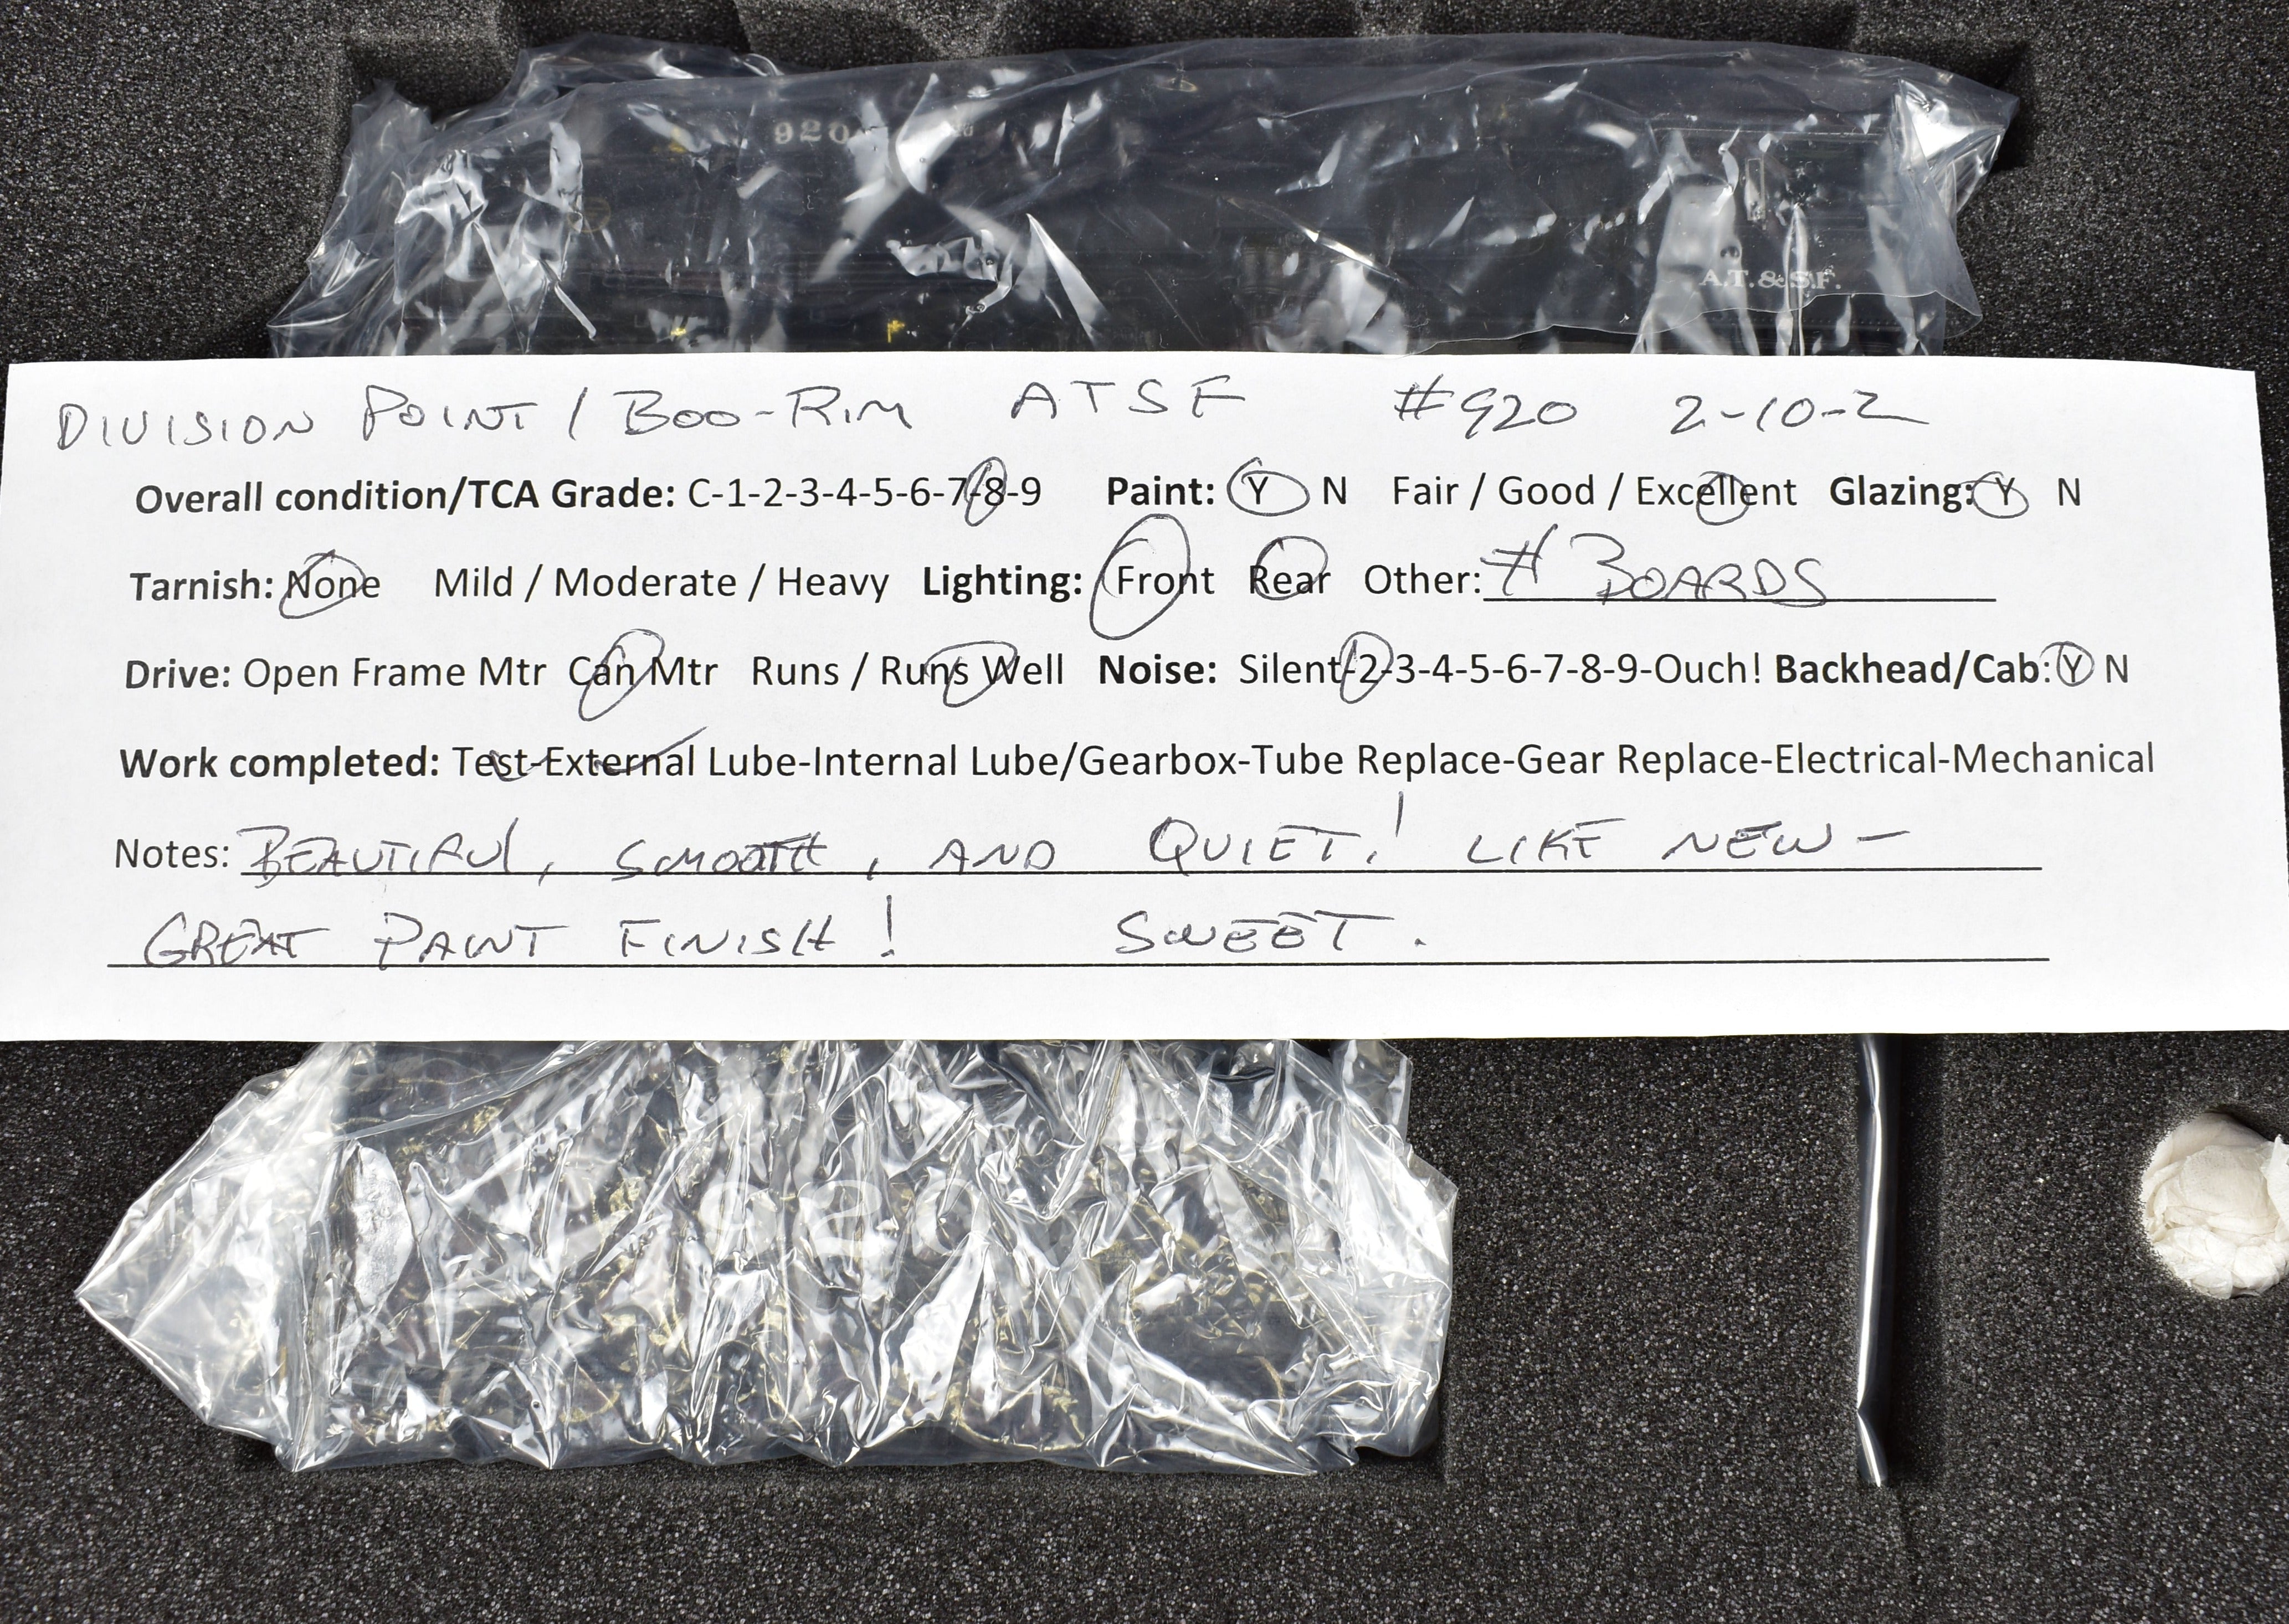 920
A.T.& S.F.
DIVISION POINT / BOO-RIM ATSF #920 2-10-2
Overall condition/TCA Grade: C-1-2-3-4-5-6-7-8-9 Paint: Y N Fair / Good / Excellent Glazing: Y N
Tarnish: None Mild / Moderate / Heavy Lighting: Front Rear Other: # BOARDS
Drive: Open Frame Mtr Can Mtr Runs / Runs Well Noise: Silent-2-3-4-5-6-7-8-9-Ouch! Backhead/Cab: Y N
Work completed: Test-External Lube-Internal Lube/Gearbox-Tube Replace-Gear Replace-Electrical-Mechanical
Notes: BEAUTIFUL, SMOOTH, AND QUIET! LIKE NEW -
GREAT PAINT FINISH! SWEET.
920